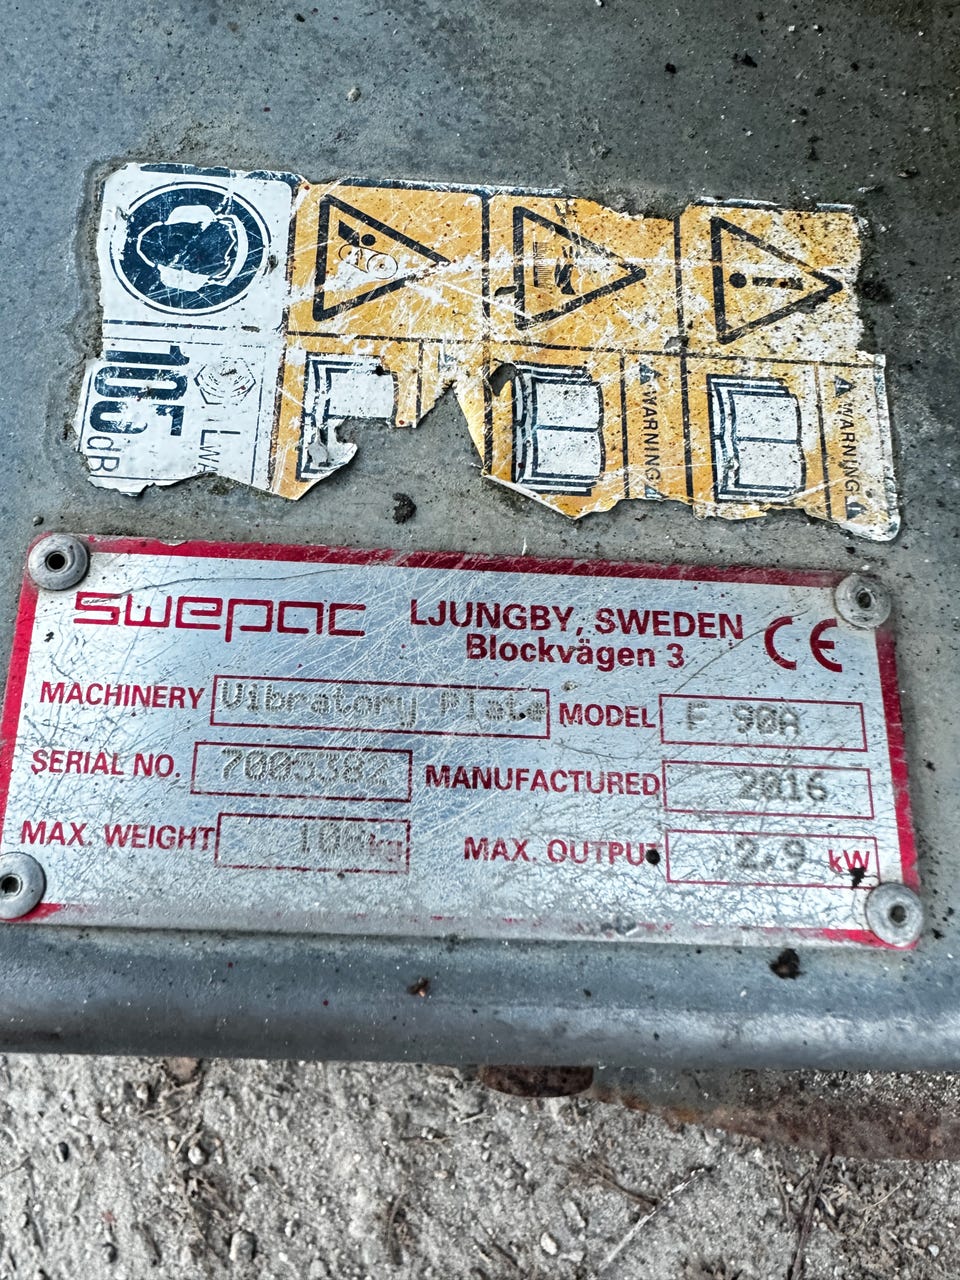 105
LWA
dB
WARNING
WARNING
swepac
LJUNGBY, SWEDEN
Blockvägen 3
CE
MACHINERY Vibratory Plate MODEL F 90A
SERIAL NO. 7005382 MANUFACTURED 2016
MAX. WEIGHT 100kg MAX. OUTPUT 2.9 kW